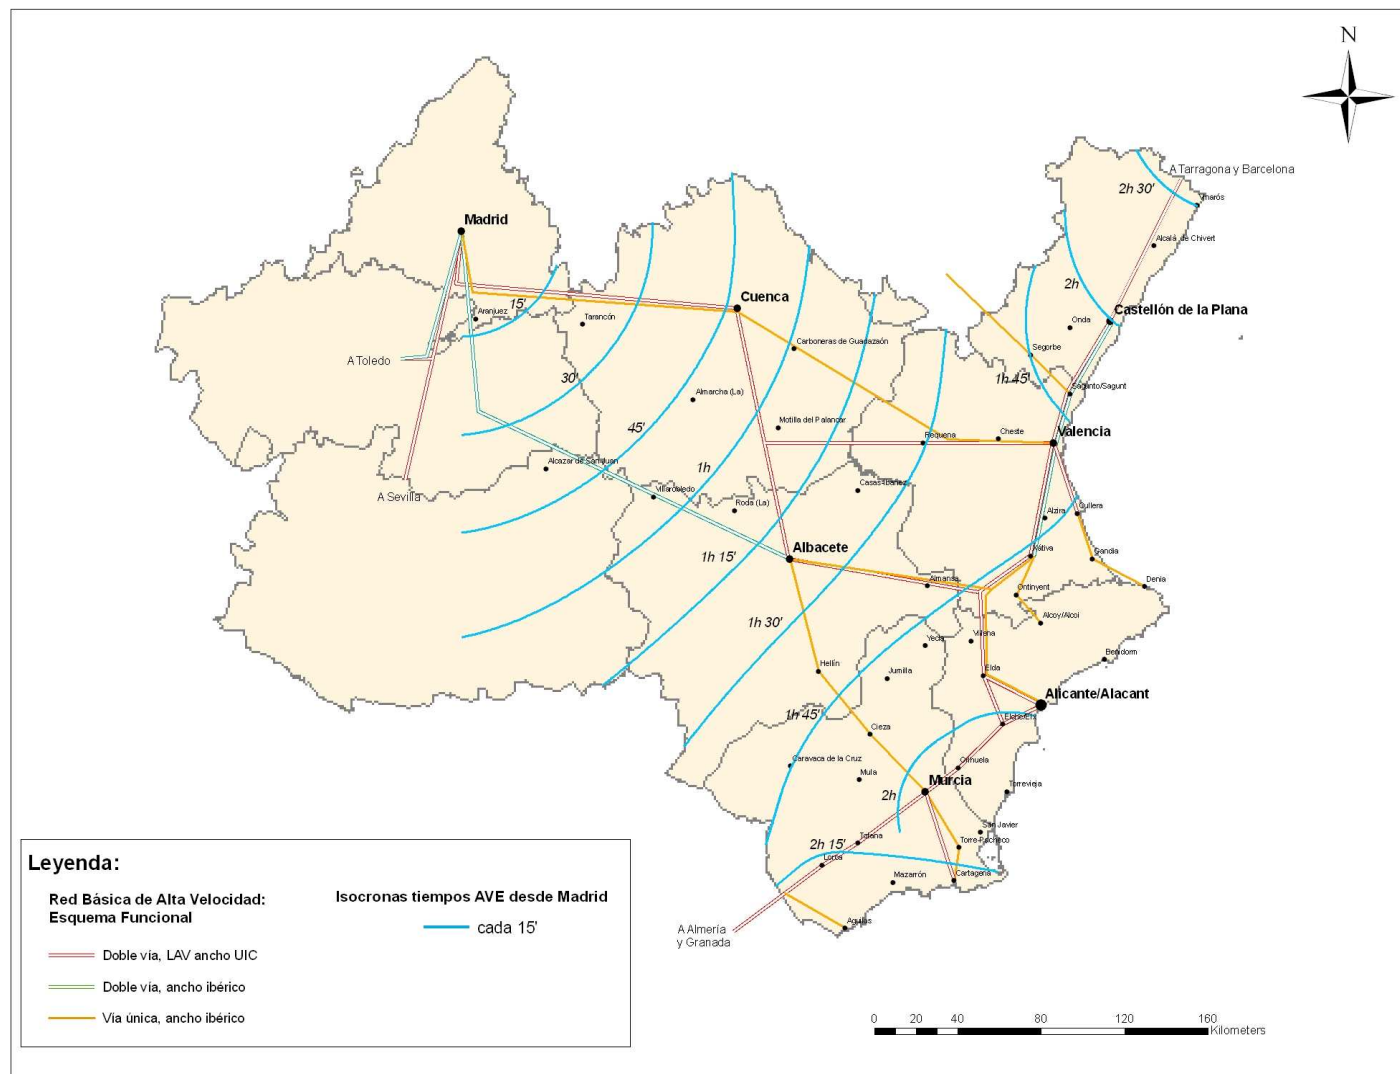 N
A Tarragona y Barcelona
2h 30'
Alcalá de Chivert
Madrid
2h
Cuenca
Castellón de la Plana
15'
Aranjuez
Tarancón
Onda
Carboneras de Guadazaón
Segorbe
A Toledo
30'
1h 45'
Sagunto/Sagunt
Almarcha (La)
45'
Motilla del Palancar
Cheste
Valencia
Requena
1h
Alcazar de San Juan
A Sevilla
Villarobledo
Casas-Ibáñez
Roda (La)
Alzira
Cullera
Albacete
1h 15'
Xátiva
Gandia
Almansa
Denia
Ontinyent
1h 30'
Alcoy/Alcoi
Yecla
Villena
Benidorm
Hellín
Jumilla
Elda
Alicante/Alacant
1h 45'
Elche/Elx
Cieza
Caravaca de la Cruz
Orihuela
Mula
Murcia
2h
Torrevieja
San Javier
2h 15'
Totana
Torre-Pacheco
Lorca
Mazarrón
Cartagena
Aguilas
A Almería
y Granada
Leyenda:
Red Básica de Alta Velocidad:
Esquema Funcional
Isocronas tiempos AVE desde Madrid
cada 15'
Doble vía, LAV ancho UIC
Doble vía, ancho ibérico
Vía única, ancho ibérico
0 20 40 80 120 160
Kilometers